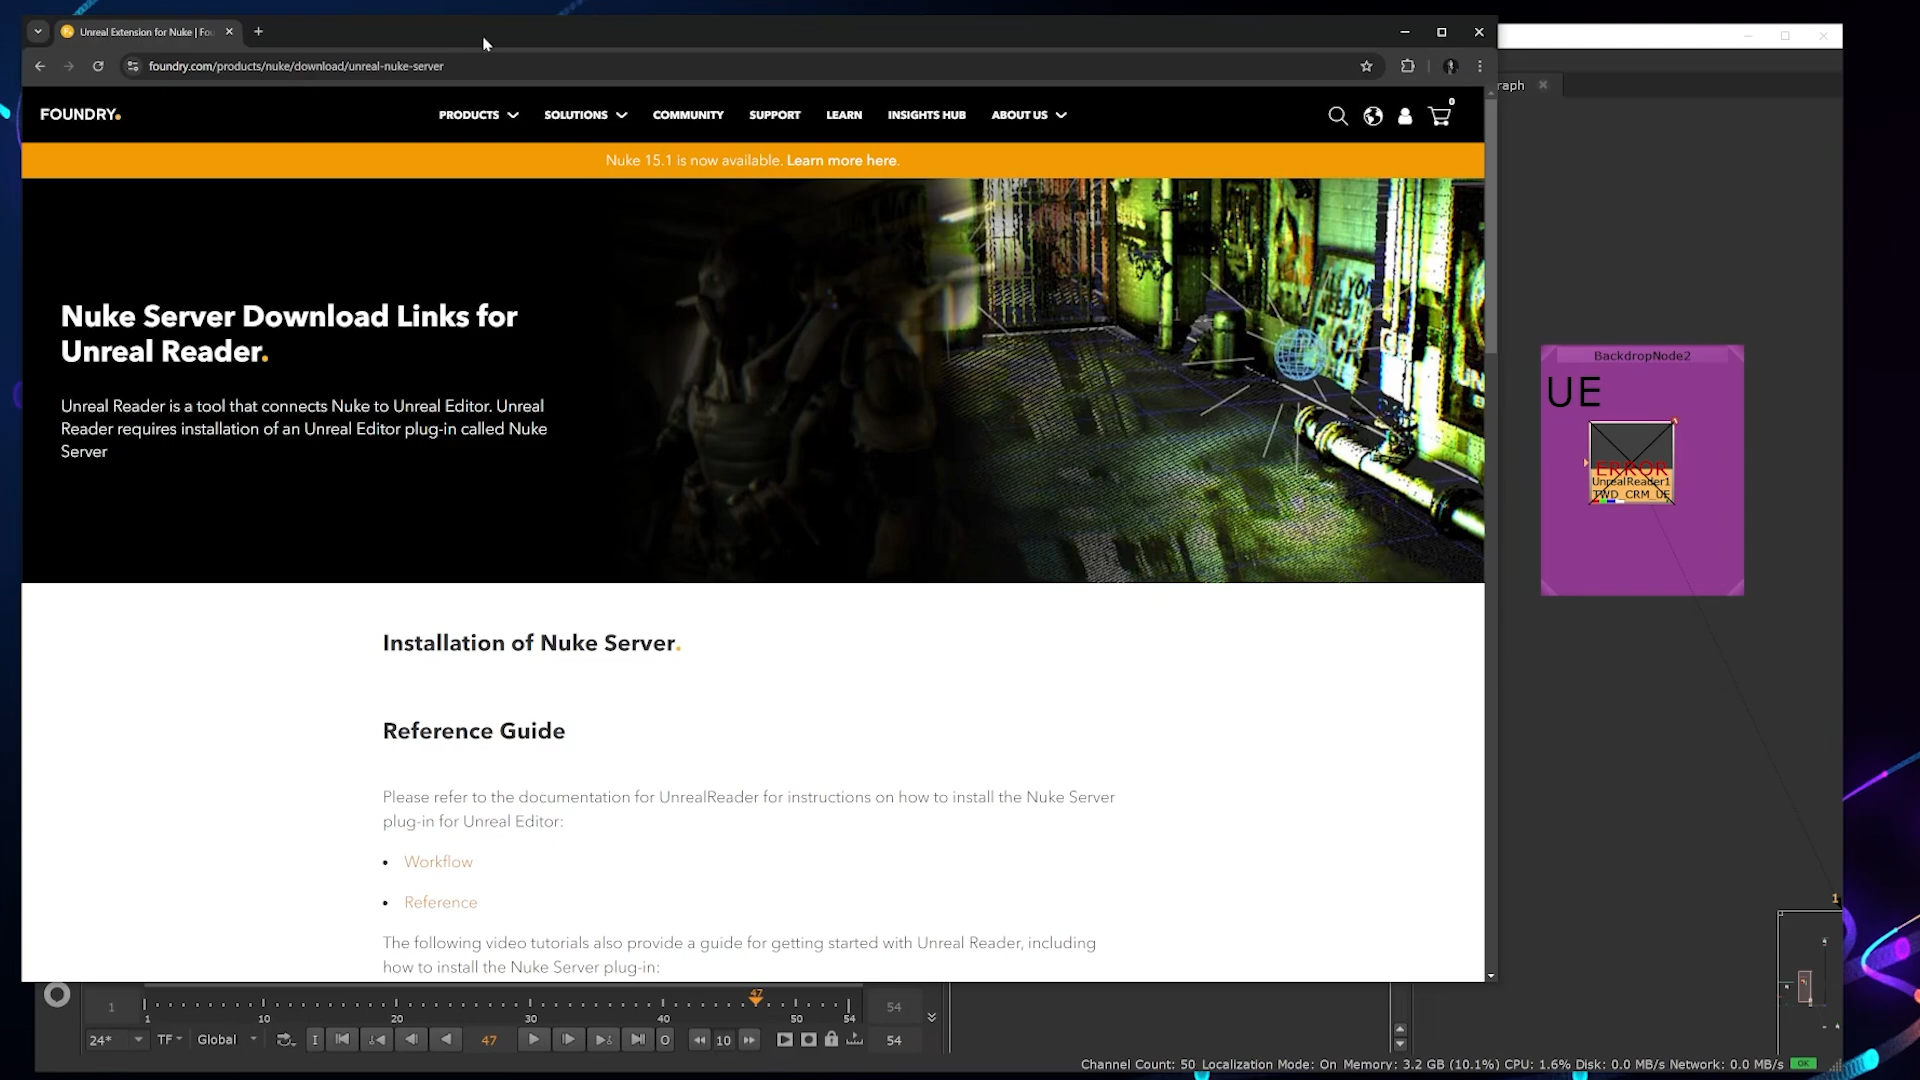 Unreal Extension for Nuke | Fou
foundry.com/products/nuke/download/unreal-nuke-server
FOUNDRY.
PRODUCTS
SOLUTIONS
COMMUNITY
SUPPORT
LEARN
INSIGHTS HUB
ABOUT US
0
Nuke 15.1 is now available. Learn more here.
Nuke Server Download Links for
Unreal Reader.
Unreal Reader is a tool that connects Nuke to Unreal Editor. Unreal
Reader requires installation of an Unreal Editor plug-in called Nuke
Server
Installation of Nuke Server.
Reference Guide
Please refer to the documentation for UnrealReader for instructions on how to install the Nuke Server
plug-in for Unreal Editor:
• Workflow
• Reference
The following video tutorials also provide a guide for getting started with Unreal Reader, including
how to install the Nuke Server plug-in:
raph
BackdropNode2
UE
ERROR
UnrealReader1
TWD_CRM_UE
1
1
47
54
1 10 20 30 40 50 54
24* TF Global I 47 O 10 54
Channel Count: 50 Localization Mode: On Memory: 3.2 GB (10.1%) CPU: 1.6% Disk: 0.0 MB/s Network: 0.0 MB/s OK